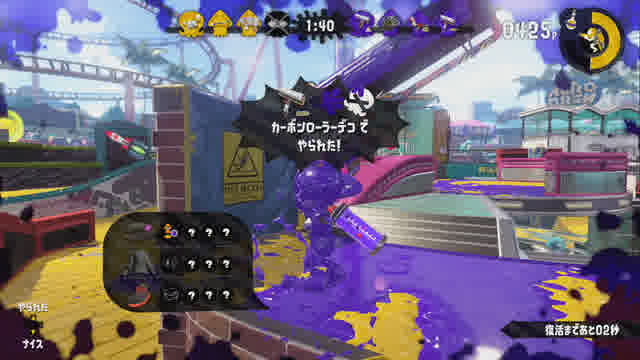 1:40
0425p
カーボンローラーデコ で
やられた!
? ? ?
? ? ?
? ? ?
やられた
ナイス
復活まであと02秒